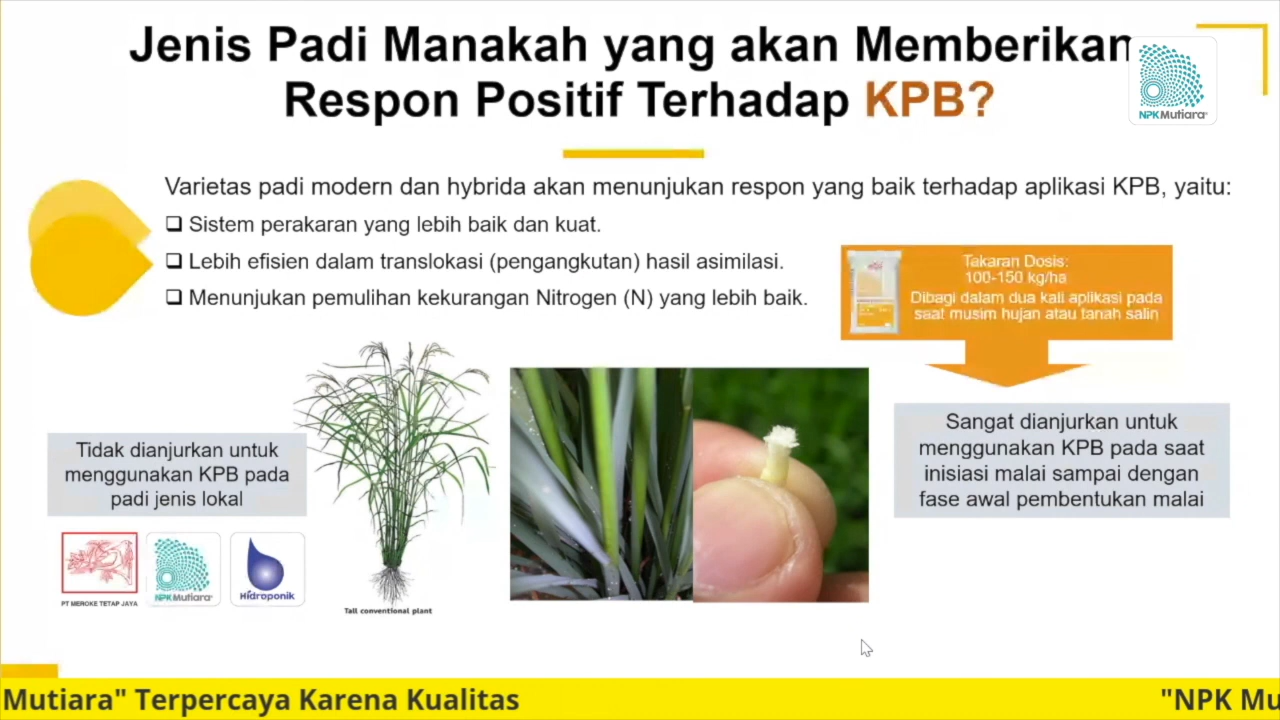 Jenis Padi Manakah yang akan Memberikan
Respon Positif Terhadap KPB?
NPKMutiara
Varietas padi modern dan hybrida akan menunjukan respon yang baik terhadap aplikasi KPB, yaitu:
❑ Sistem perakaran yang lebih baik dan kuat.
❑ Lebih efisien dalam translokasi (pengangkutan) hasil asimilasi.
❑ Menunjukan pemulihan kekurangan Nitrogen (N) yang lebih baik.
Takaran Dosis:
100-150 kg/ha
Dibagi dalam dua kali aplikasi pada
saat musim hujan atau tanah salin
Sangat dianjurkan untuk
menggunakan KPB pada saat
inisiasi malai sampai dengan
fase awal pembentukan malai
Tidak dianjurkan untuk
menggunakan KPB pada
padi jenis lokal
PT MEROKE TETAP JAYA
NPKMutiara
Hidroponik
Tall conventional plant
Mutiara" Terpercaya Karena Kualitas
"NPK Mu